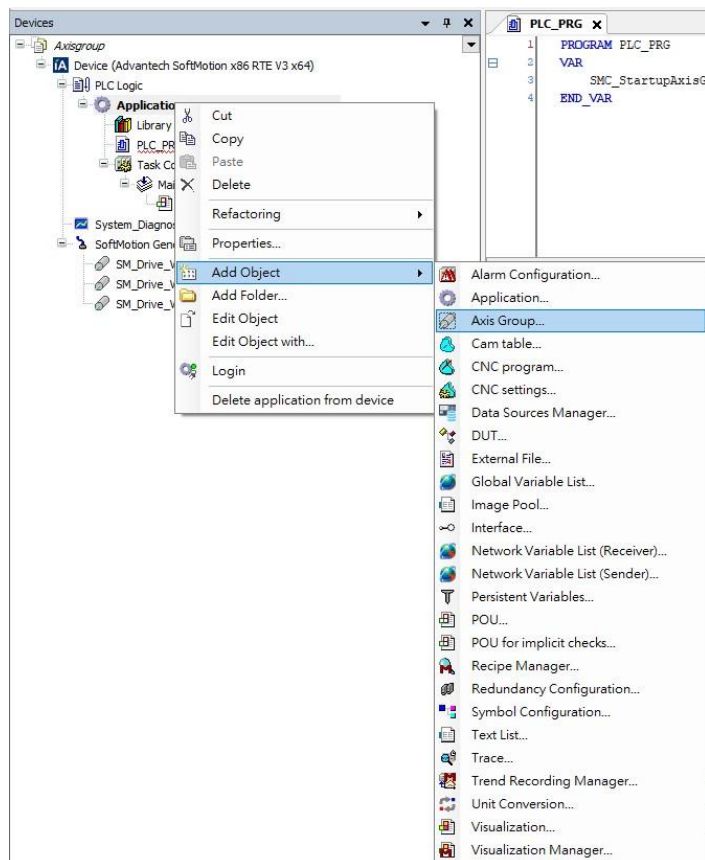 Devices
Axisgroup
Device (Advantech SoftMotion x86 RTE V3 x64)
PLC Logic
Applicatio
Library
PLC_PR
Task Co
Mai
System_Diagnos
SoftMotion Gen
SM_Drive_V
SM_Drive_V
SM_Drive_V
Cut
Copy
Paste
Delete
Refactoring
Properties...
Add Object
Add Folder...
Edit Object
Edit Object with...
Login
Delete application from device
PLC_PRG
1 PROGRAM PLC_PRG
2 VAR
3 SMC_StartupAxisG
4 END_VAR
Alarm Configuration...
Application...
Axis Group...
Cam table...
CNC program...
CNC settings...
Data Sources Manager...
DUT...
External File...
Global Variable List...
Image Pool...
Interface...
Network Variable List (Receiver)...
Network Variable List (Sender)...
Persistent Variables...
POU...
POU for implicit checks...
Recipe Manager...
Redundancy Configuration...
Symbol Configuration...
Text List...
Trace...
Trend Recording Manager...
Unit Conversion...
Visualization...
Visualization Manager...